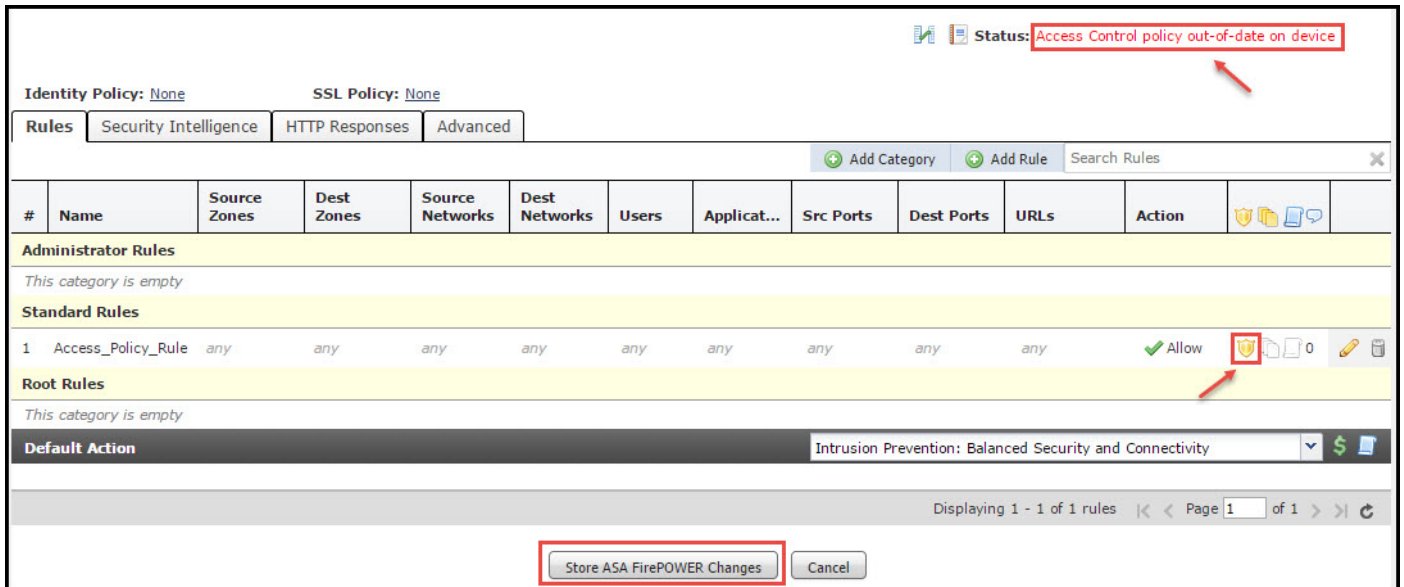 Status: Access Control policy out-of-date on device
Identity Policy: None SSL Policy: None
Rules Security Intelligence HTTP Responses Advanced
Add Category Add Rule Search Rules
# Name Source Zones Dest Zones Source Networks Dest Networks Users Applicat... Src Ports Dest Ports URLs Action
Administrator Rules
This category is empty
Standard Rules
1 Access_Policy_Rule any any any any any any any any any Allow 0
Root Rules
This category is empty
Default Action Intrusion Prevention: Balanced Security and Connectivity $
Displaying 1 - 1 of 1 rules |< < Page 1 of 1 > >|
Store ASA FirePOWER Changes Cancel